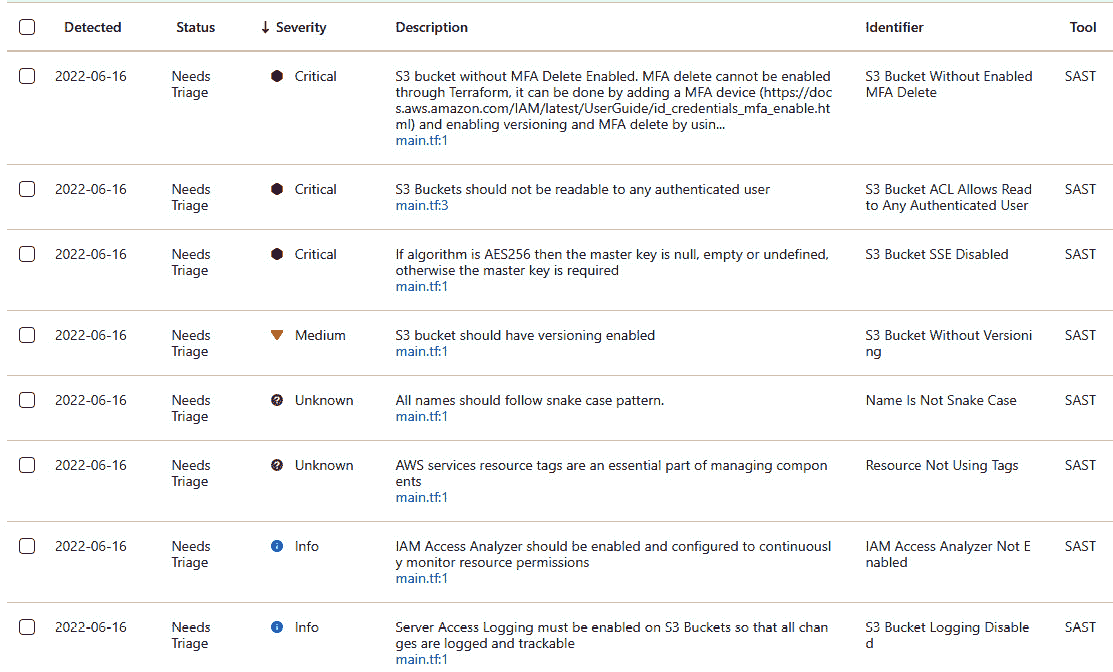 Detected Status Severity Description Identifier Tool
2022-06-16 Needs Triage Critical S3 bucket without MFA Delete Enabled. MFA delete cannot be enabled
through Terraform, it can be done by adding a MFA device (https://doc
s.aws.amazon.com/IAM/latest/UserGuide/id_credentials_mfa_enable.ht
ml) and enabling versioning and MFA delete by usin...
main.tf:1
S3 Bucket Without Enabled
MFA Delete
SAST
2022-06-16 Needs Triage Critical S3 Buckets should not be readable to any authenticated user
main.tf:3
S3 Bucket ACL Allows Read
to Any Authenticated User
SAST
2022-06-16 Needs Triage Critical If algorithm is AES256 then the master key is null, empty or undefined,
otherwise the master key is required
main.tf:1
S3 Bucket SSE Disabled
SAST
2022-06-16 Needs Triage Medium S3 bucket should have versioning enabled
main.tf:1
S3 Bucket Without Versioni
ng
SAST
2022-06-16 Needs Triage Unknown All names should follow snake case pattern.
main.tf:1
Name Is Not Snake Case
SAST
2022-06-16 Needs Triage Unknown AWS services resource tags are an essential part of managing compon
ents
main.tf:1
Resource Not Using Tags
SAST
2022-06-16 Needs Triage Info IAM Access Analyzer should be enabled and configured to continuousl
y monitor resource permissions
main.tf:1
IAM Access Analyzer Not E
nabled
SAST
2022-06-16 Needs Triage Info Server Access Logging must be enabled on S3 Buckets so that all chan
ges are logged and trackable
main.tf:1
S3 Bucket Logging Disable
d
SAST